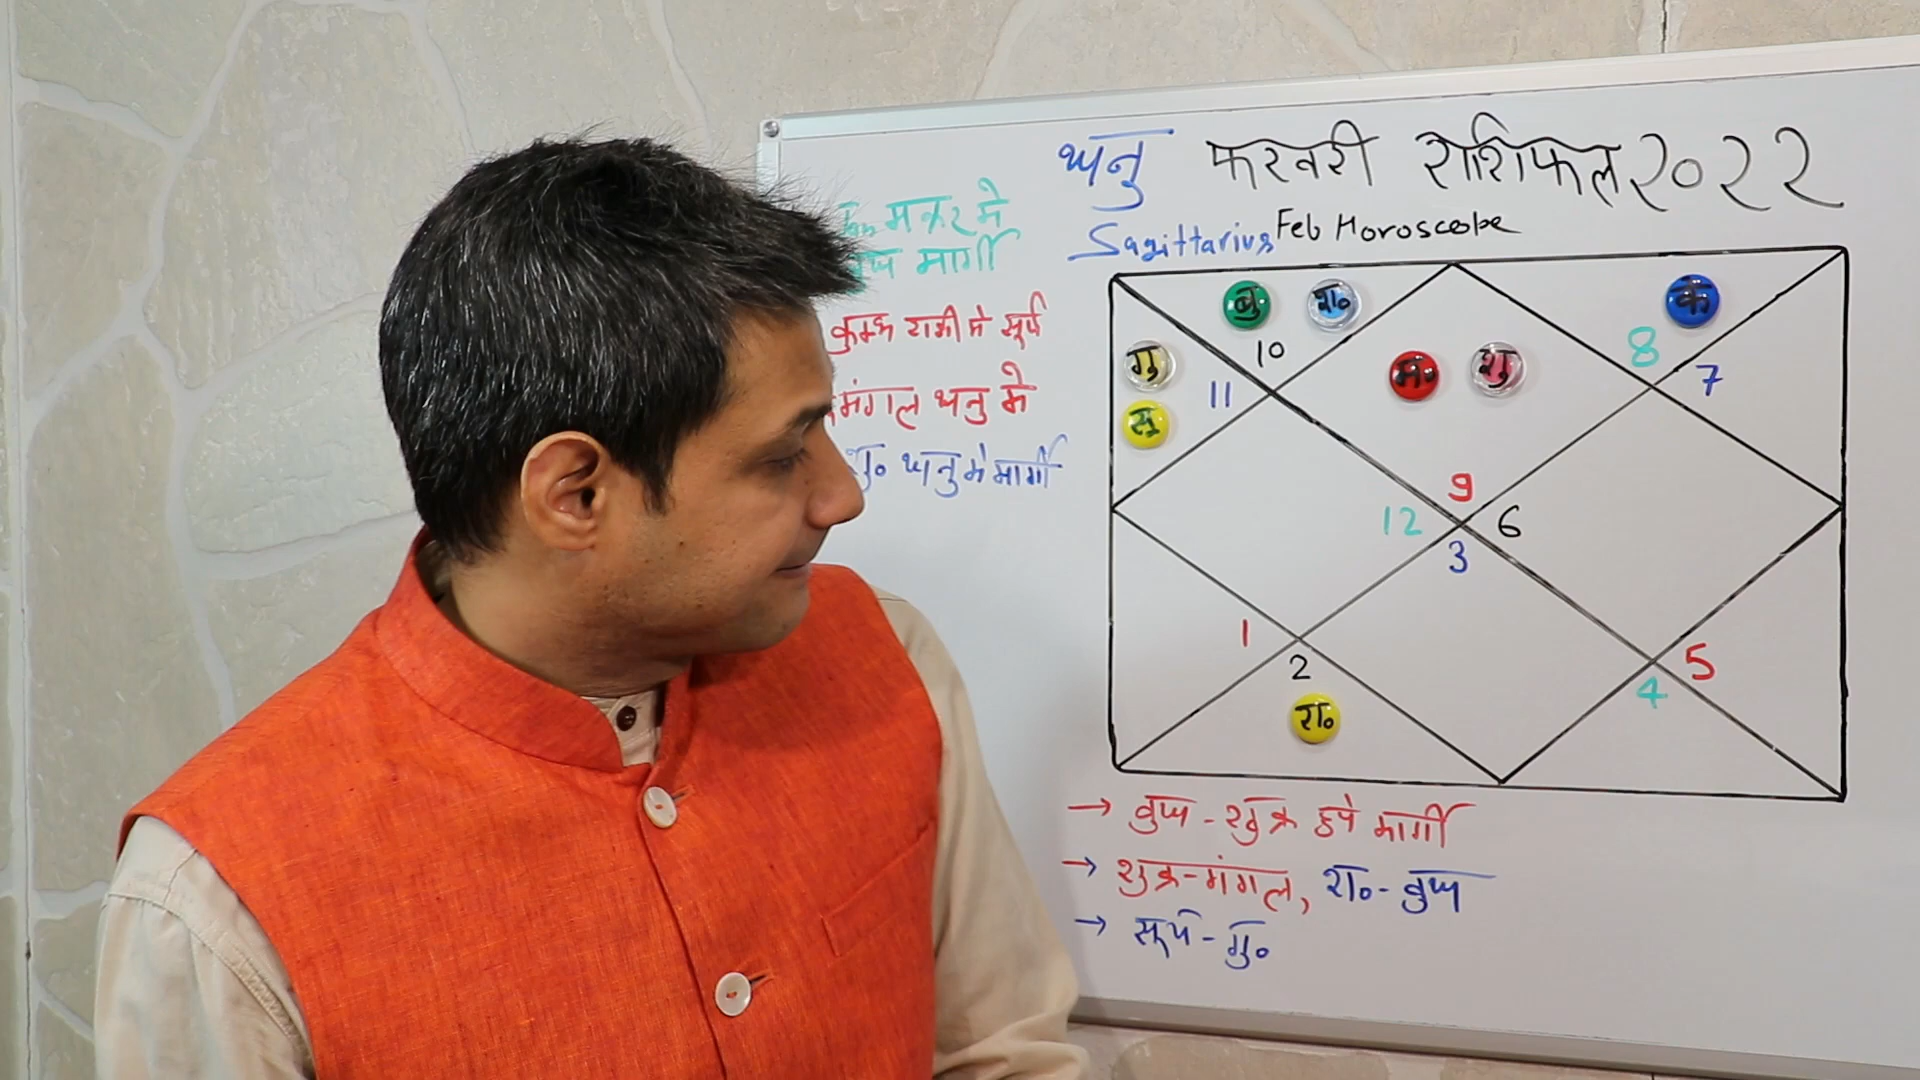 धनु फरवरी राशिफल २०२२
Sagittarius Feb Horoscope
मकर मे
मार्गी
कुम्भ राशी मे सूर्य
मंगल धनु मे
शु० धनु मे मार्गी
बु श० के
10 8
गु मं० शु 7
11
सू
9
12 6
3
1 5
2 4
रा०
→ बुध - शुक्र हुये मार्गी
→ शुक्र-मंगल, श०- बुध
→ सूर्य - गु०